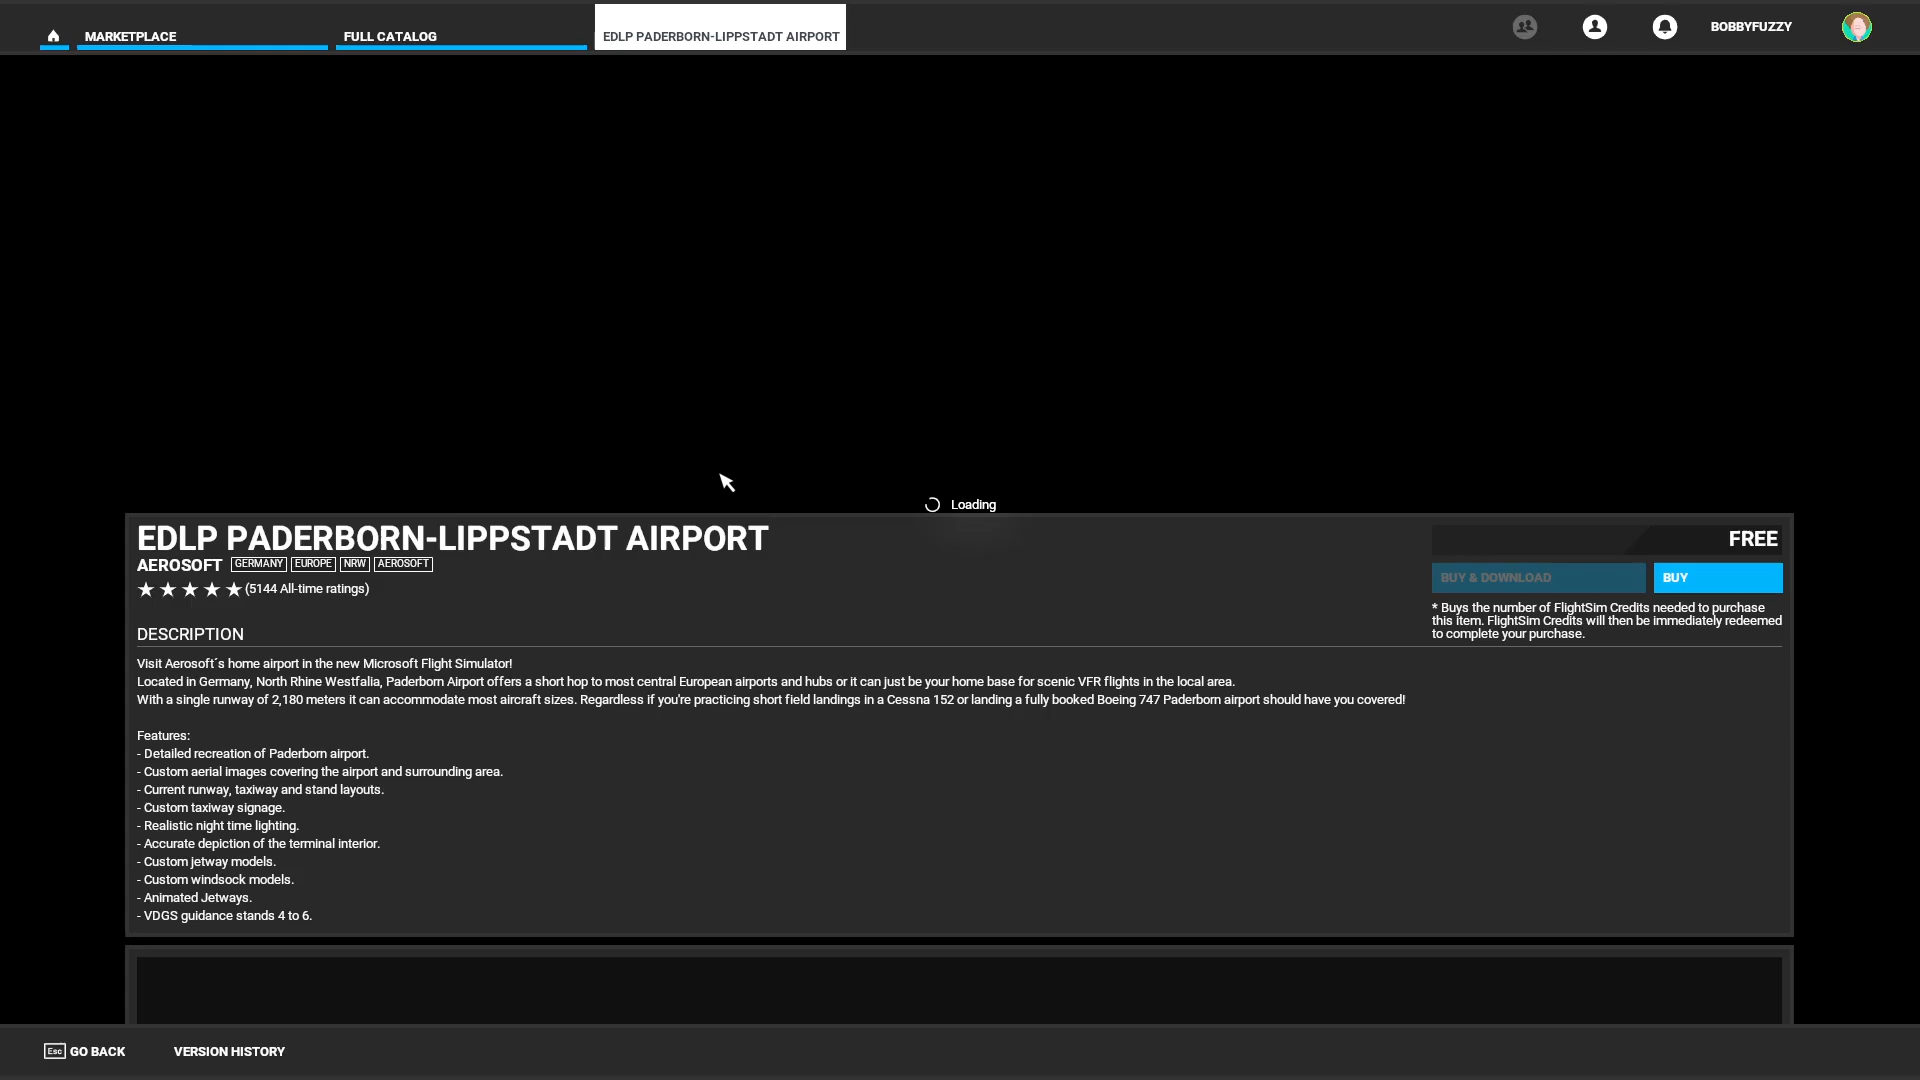 MARKETPLACE
FULL CATALOG
EDLP PADERBORN-LIPPSTADT AIRPORT
BOBBYFUZZY
Loading
EDLP PADERBORN-LIPPSTADT AIRPORT
FREE
AEROSOFT GERMANY EUROPE NRW AEROSOFT
BUY & DOWNLOAD
BUY
(5144 All-time ratings)
* Buys the number of FlightSim Credits needed to purchase
this item. FlightSim Credits will then be immediately redeemed
to complete your purchase.
DESCRIPTION
Visit Aerosoft´s home airport in the new Microsoft Flight Simulator!
Located in Germany, North Rhine Westfalia, Paderborn Airport offers a short hop to most central European airports and hubs or it can just be your home base for scenic VFR flights in the local area.
With a single runway of 2,180 meters it can accommodate most aircraft sizes. Regardless if you're practicing short field landings in a Cessna 152 or landing a fully booked Boeing 747 Paderborn airport should have you covered!
Features:
- Detailed recreation of Paderborn airport.
- Custom aerial images covering the airport and surrounding area.
- Current runway, taxiway and stand layouts.
- Custom taxiway signage.
- Realistic night time lighting.
- Accurate depiction of the terminal interior.
- Custom jetway models.
- Custom windsock models.
- Animated Jetways.
- VDGS guidance stands 4 to 6.
Esc GO BACK
VERSION HISTORY